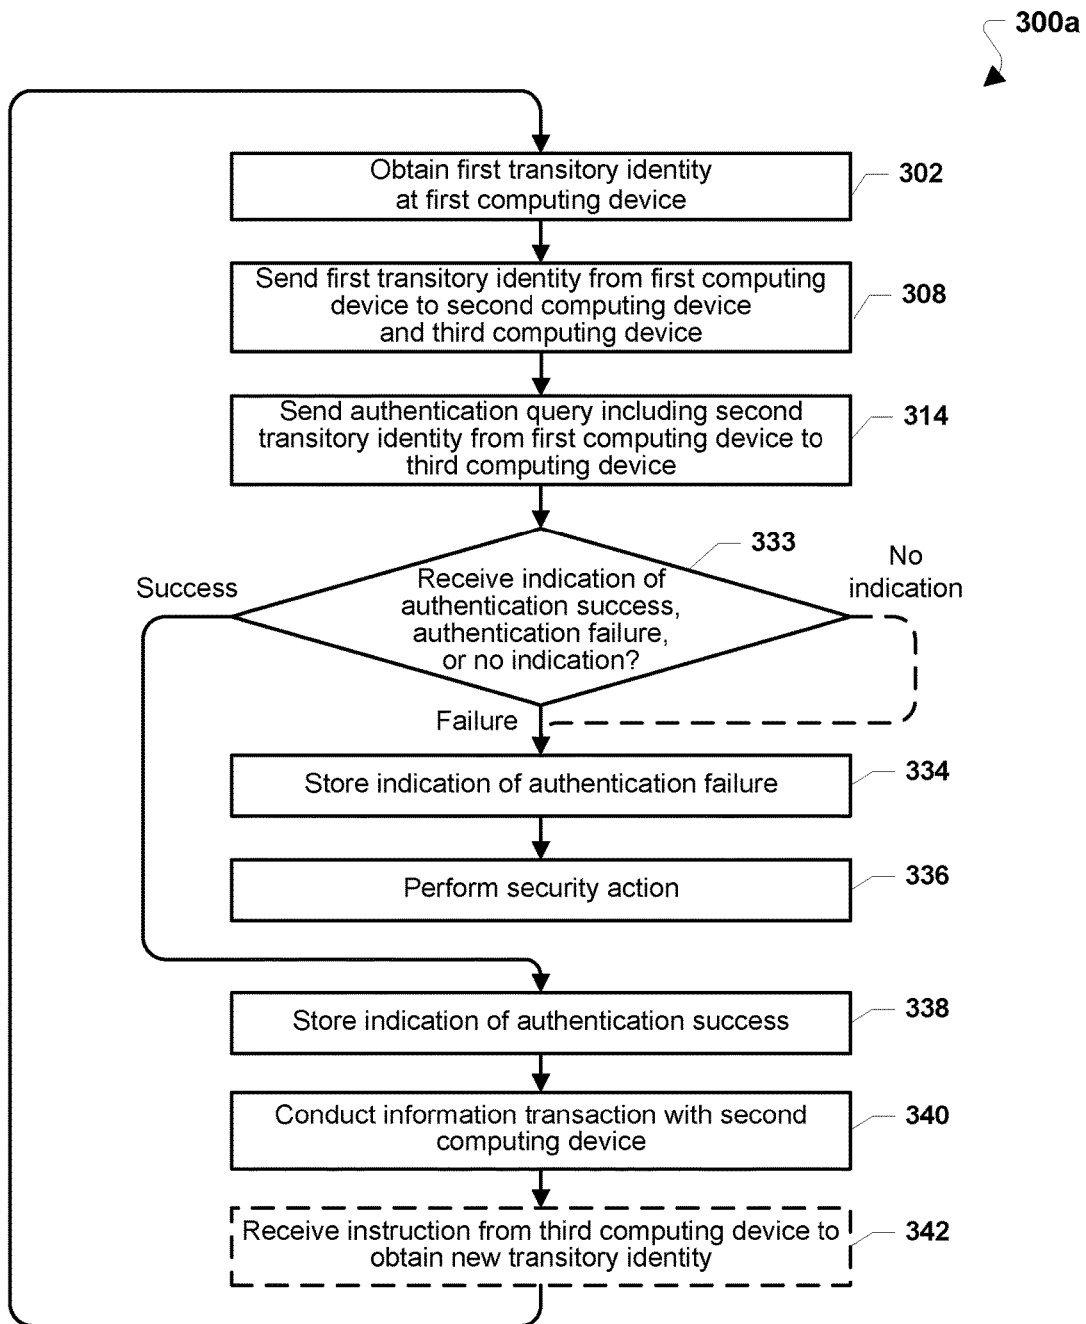 300a
Obtain first transitory identity
at first computing device
302
Send first transitory identity from first computing
device to second computing device
and third computing device
308
Send authentication query including second
transitory identity from first computing device to
third computing device
314
333
No
indication
Success
Receive indication of
authentication success,
authentication failure,
or no indication?
Failure
Store indication of authentication failure
334
Perform security action
336
Store indication of authentication success
338
Conduct information transaction with second
computing device
340
Receive instruction from third computing device to
obtain new transitory identity
342